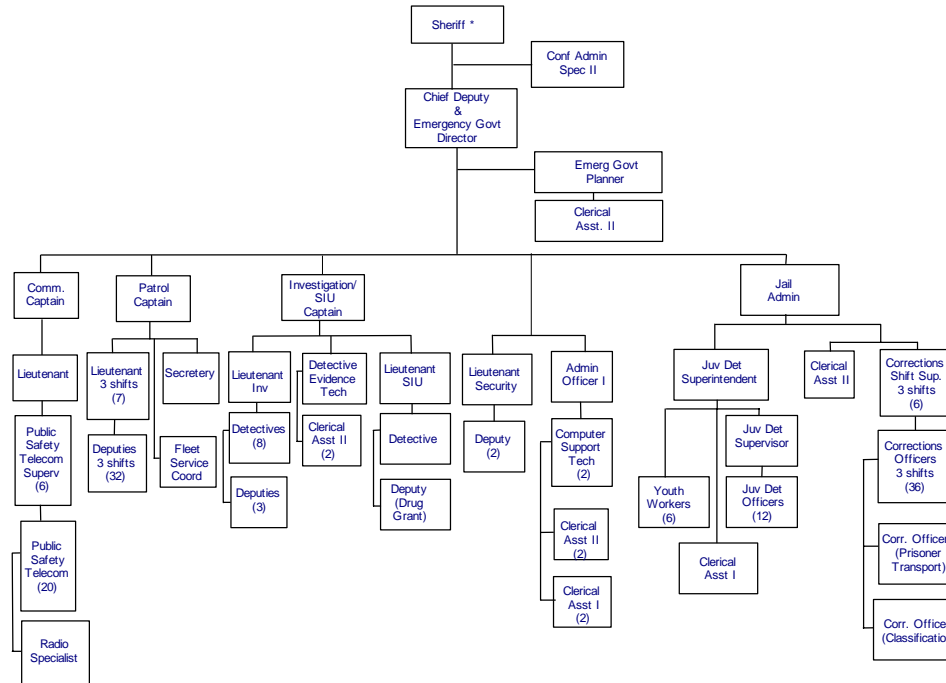 Sheriff *
Conf Admin
Spec II
Chief Deputy
&
Emergency Govt
Director
Emerg Govt
Planner
Clerical
Asst. II
Comm.
Captain
Patrol
Captain
Investigation/
SIU
Captain
Jail
Admin
Lieutenant
Lieutenant
3 shifts
(7)
Secretery
Lieutenant
Inv
Detective
Evidence
Tech
Lieutenant
SIU
Lieutenant
Security
Admin
Officer I
Juv Det
Superintendent
Clerical
Asst II
Corrections
Shift Sup.
3 shifts
(6)
Public
Safety
Telecom
Superv
(6)
Deputies
3 shifts
(32)
Fleet
Service
Coord
Detectives
(8)
Clerical
Asst II
(2)
Detective
Deputy
(2)
Computer
Support
Tech
(2)
Juv Det
Supervisor
Corrections
Officers
3 shifts
(36)
Deputies
(3)
Deputy
(Drug
Grant)
Youth
Workers
(6)
Juv Det
Officers
(12)
Public
Safety
Telecom
(20)
Clerical
Asst II
(2)
Clerical
Asst I
Corr. Officer
(Prisoner
Transport)
Clerical
Asst I
(2)
Radio
Specialist
Corr. Office
(Classificatio